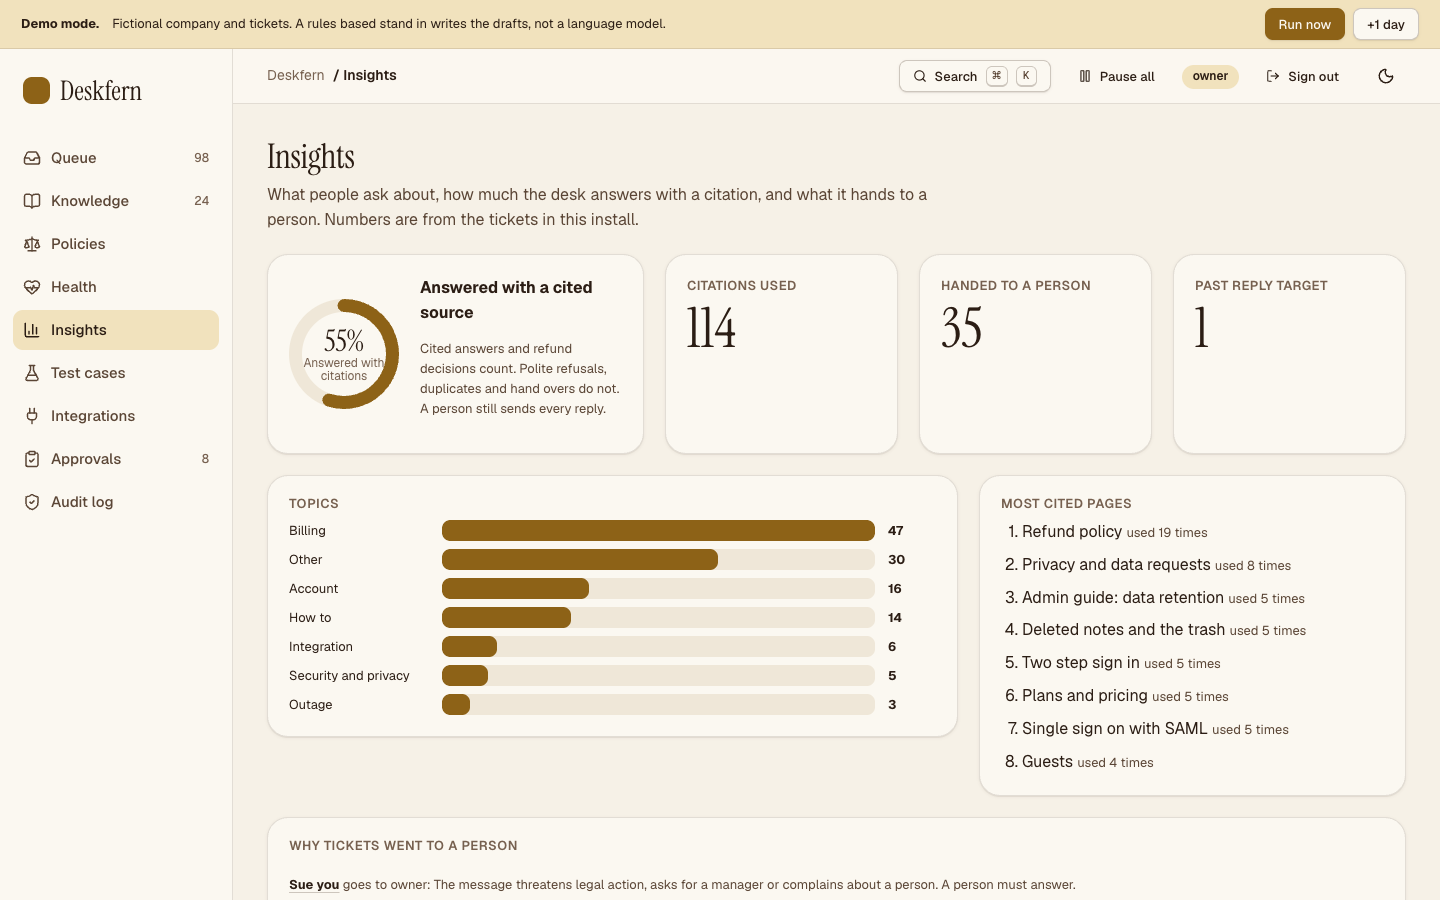 Demo mode. Fictional company and tickets. A rules based stand in writes the drafts, not a language model.
Run now
+1 day
Deskfern
Deskfern / Insights
Search ⌘ K
Pause all
owner
Sign out
Queue 98
Knowledge 24
Policies
Health
Insights
Test cases
Integrations
Approvals 8
Audit log
Insights
What people ask about, how much the desk answers with a citation, and what it hands to a
person. Numbers are from the tickets in this install.
55%
Answered with
citations
Answered with a cited
source
Cited answers and refund
decisions count. Polite refusals,
duplicates and hand overs do not.
A person still sends every reply.
CITATIONS USED
114
HANDED TO A PERSON
35
PAST REPLY TARGET
1
TOPICS
Billing 47
Other 30
Account 16
How to 14
Integration 6
Security and privacy 5
Outage 3
MOST CITED PAGES
1. Refund policy used 19 times
2. Privacy and data requests used 8 times
3. Admin guide: data retention used 5 times
4. Deleted notes and the trash used 5 times
5. Two step sign in used 5 times
6. Plans and pricing used 5 times
7. Single sign on with SAML used 5 times
8. Guests used 4 times
WHY TICKETS WENT TO A PERSON
Sue you goes to owner: The message threatens legal action, asks for a manager or complains about a person. A person must answer.